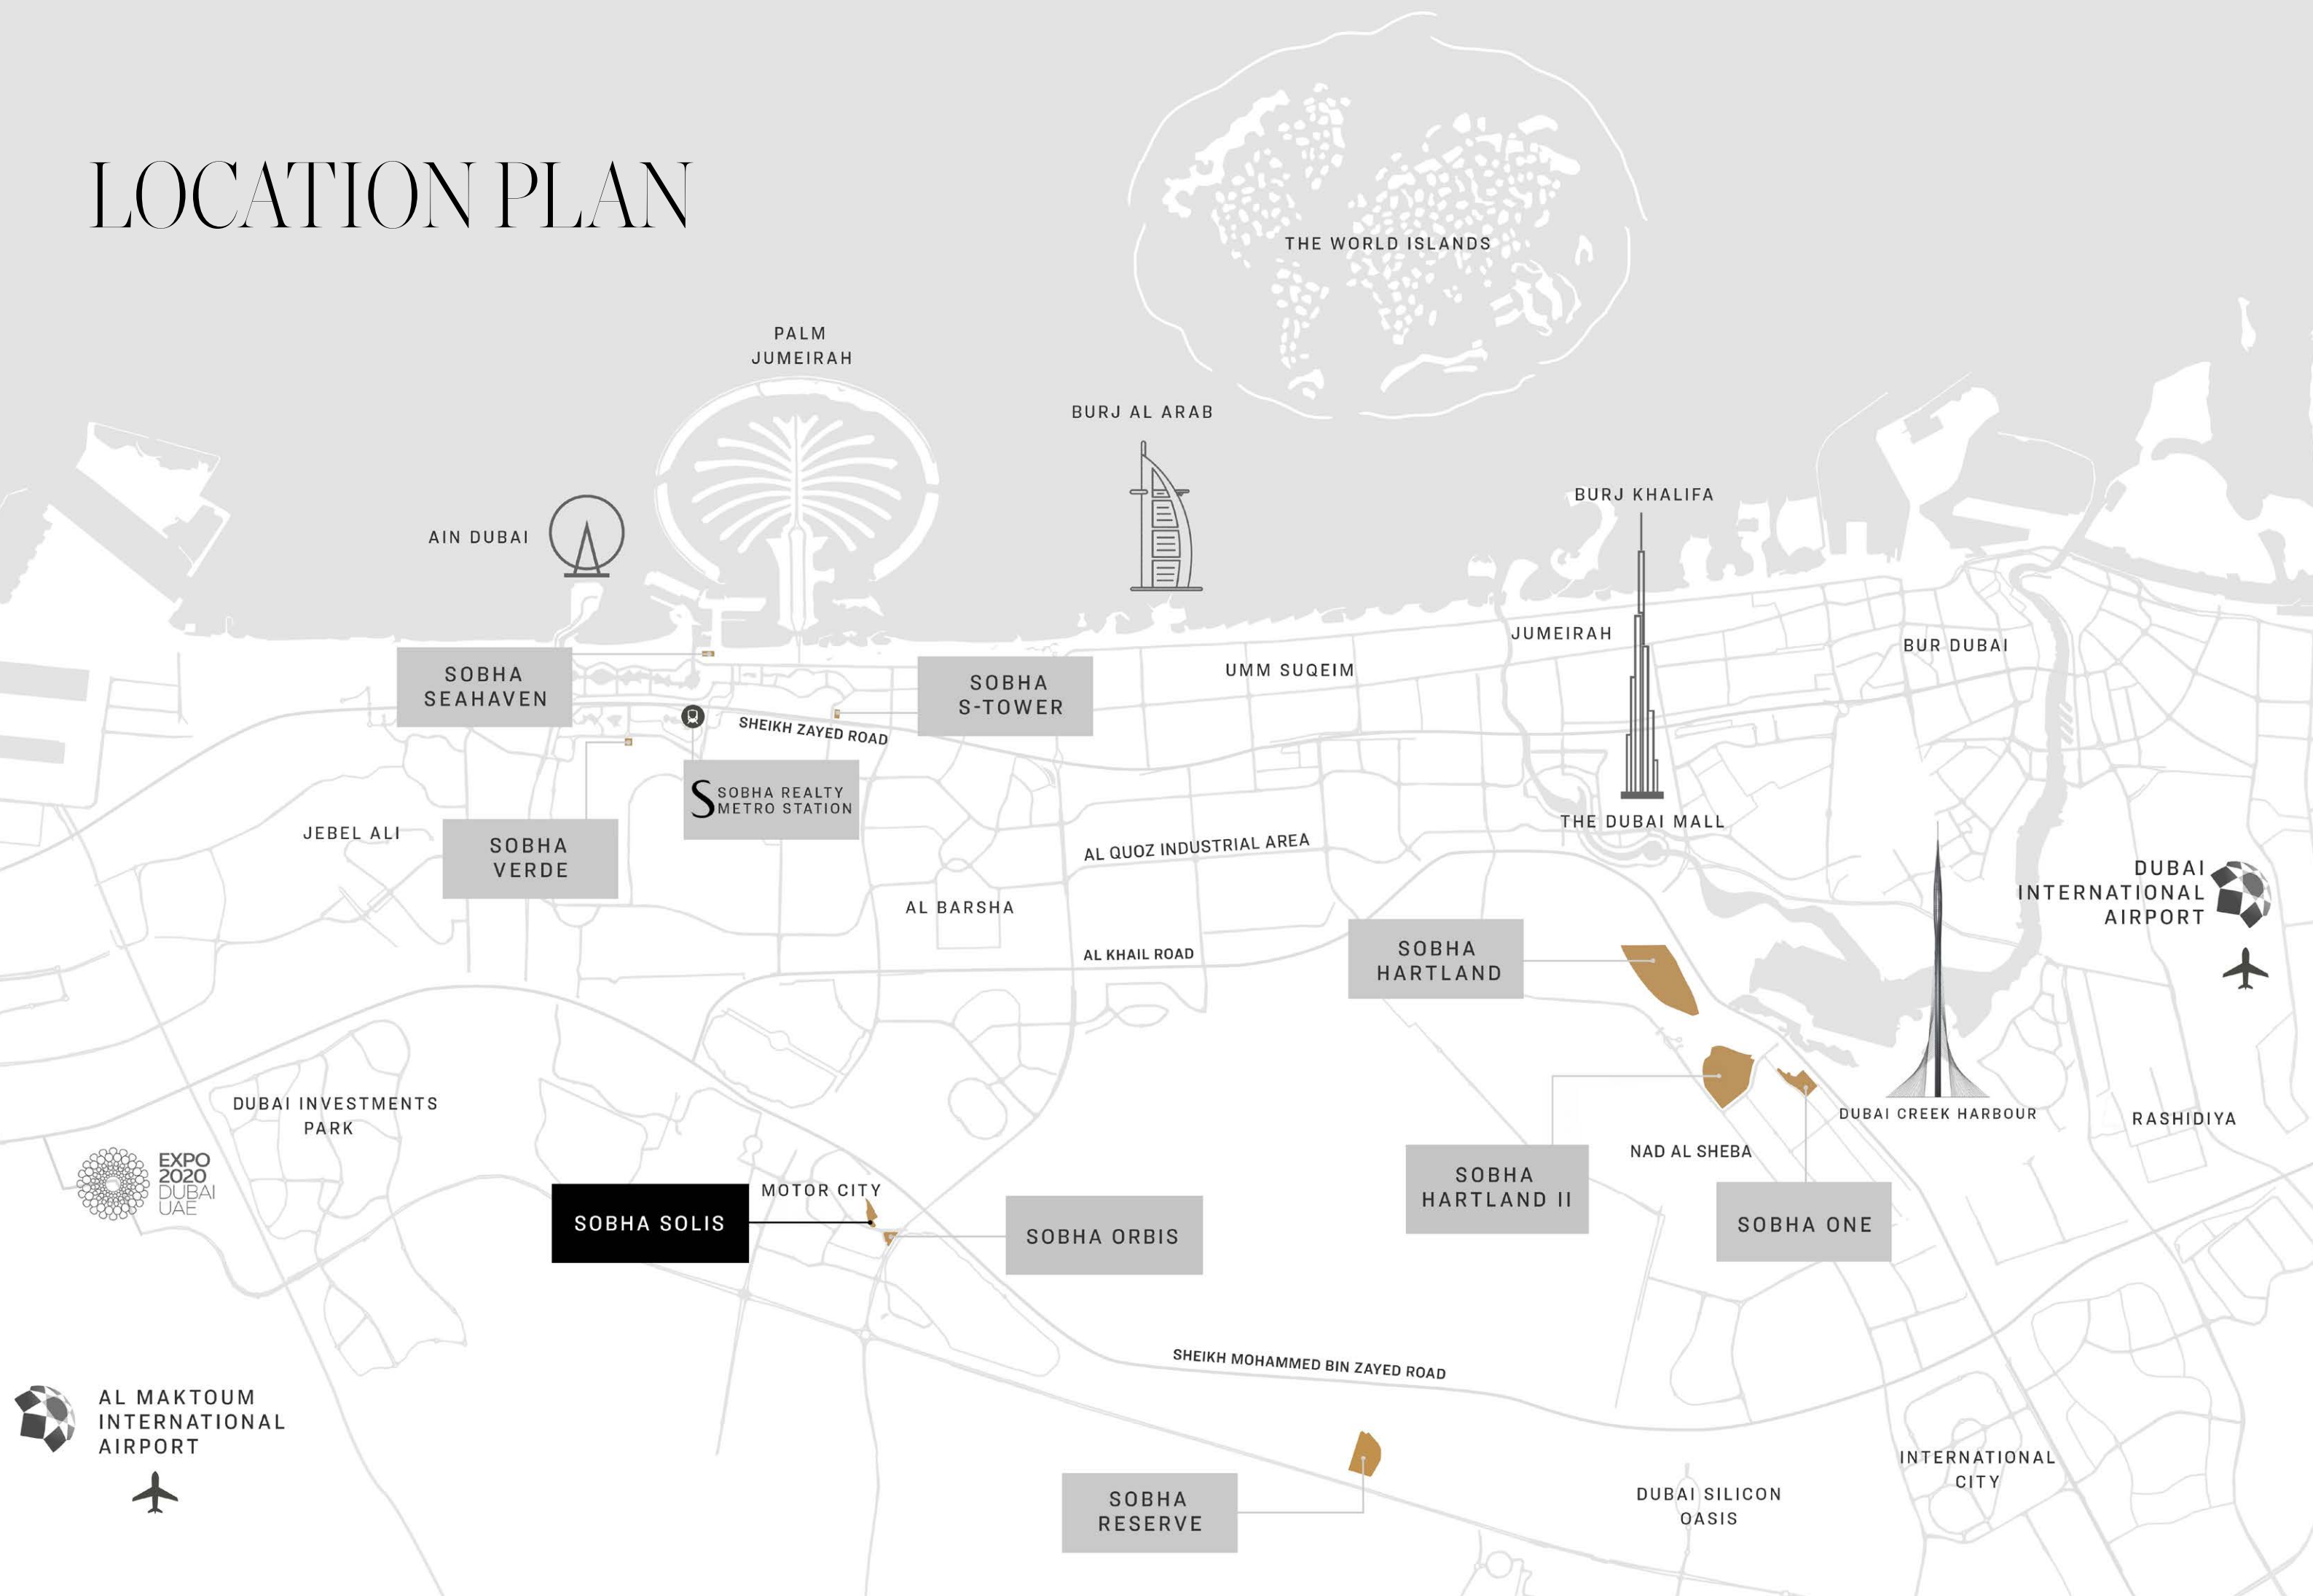 LOCATION PLAN
THE WORLD ISLANDS
PALM
JUMEIRAH
BURJ AL ARAB
BURJ KHALIFA
AIN DUBAI
JUMEIRAH
BUR DUBAI
SOBHA
SEAHAVEN
SOBHA
S-TOWER
UMM SUQEIM
SHEIKH ZAYED ROAD
S SOBHA REALTY
METRO STATION
JEBEL ALI
SOBHA
VERDE
THE DUBAI MALL
AL QUOZ INDUSTRIAL AREA
DUBAI
INTERNATIONAL
AIRPORT
AL BARSHA
AL KHAIL ROAD
SOBHA
HARTLAND
DUBAI INVESTMENTS
PARK
DUBAI CREEK HARBOUR
RASHIDIYA
EXPO
2020
DUBAI
UAE
MOTOR CITY
SOBHA SOLIS
SOBHA ORBIS
SOBHA
HARTLAND II
NAD AL SHEBA
SOBHA ONE
SHEIKH MOHAMMED BIN ZAYED ROAD
AL MAKTOUM
INTERNATIONAL
AIRPORT
SOBHA
RESERVE
DUBAI SILICON
OASIS
INTERNATIONAL
CITY